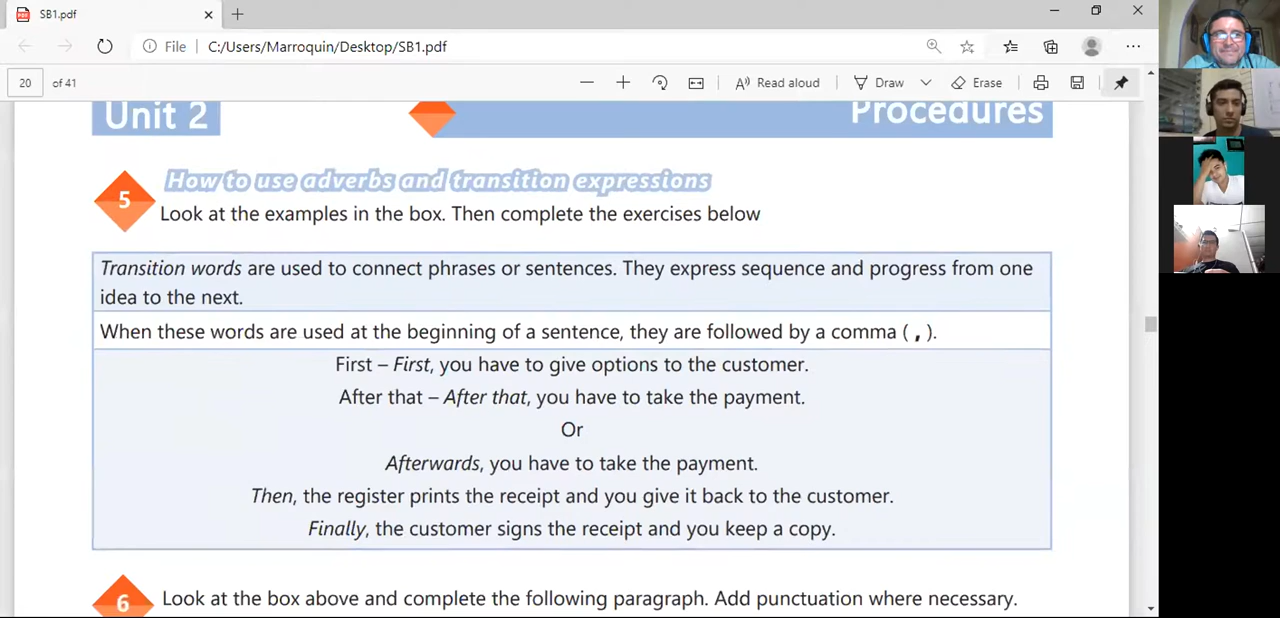 SB1.pdf
File
C:/Users/Marroquin/Desktop/SB1.pdf
20 of 41
Read aloud
Draw
Erase
Unit 2
Procedures
5
How to use adverbs and transition expressions
Look at the examples in the box. Then complete the exercises below
Transition words are used to connect phrases or sentences. They express sequence and progress from one
idea to the next.
When these words are used at the beginning of a sentence, they are followed by a comma ( , ).
First – First, you have to give options to the customer.
After that – After that, you have to take the payment.
Or
Afterwards, you have to take the payment.
Then, the register prints the receipt and you give it back to the customer.
Finally, the customer signs the receipt and you keep a copy.
6
Look at the box above and complete the following paragraph. Add punctuation where necessary.